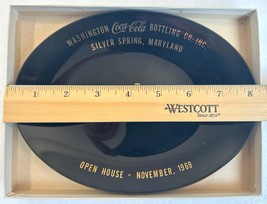 WASHINGTON Coca-Cola BOTTLING CO. INC.
SILVER SPRING, MARYLAND
1 2 3 4 5 6 7 8
WESTCOTT
Since 1872
OPEN HOUSE - NOVEMBER, 1969